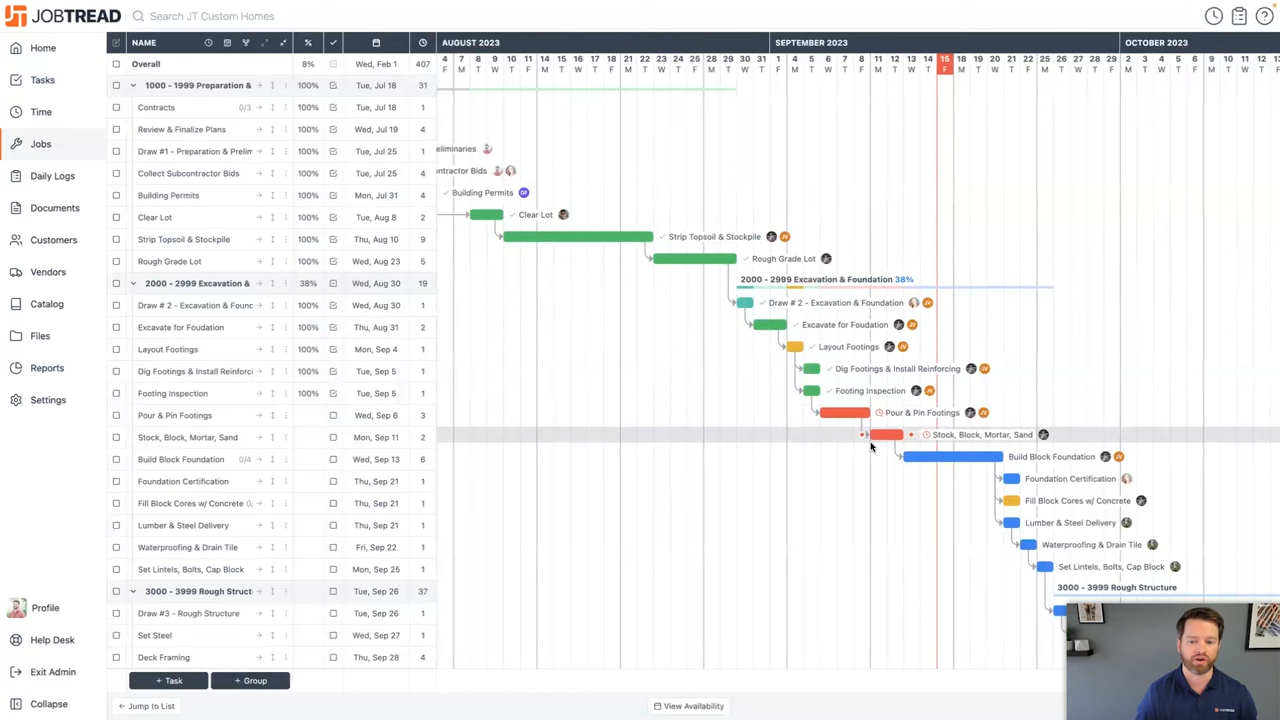 JOBTREAD
Search JT Custom Homes
Home
Tasks
Time
Jobs
Daily Logs
Documents
Customers
Vendors
Catalog
Files
Reports
Settings
Profile
Help Desk
Exit Admin
Collapse
NAME %
Overall 8% Wed, Feb 1 407
1000 - 1999 Preparation & 100% Tue, Jul 18 31
Contracts 0/3 100% Tue, Jul 18 1
Review & Finalize Plans 100% Wed, Jul 19 4
Draw #1 - Preparation & Prelim 100% Tue, Jul 25 1
Collect Subcontractor Bids 100% Tue, Jul 25 4
Building Permits 100% Mon, Jul 31 4
Clear Lot 100% Tue, Aug 8 2
Strip Topsoil & Stockpile 100% Thu, Aug 10 9
Rough Grade Lot 100% Wed, Aug 23 5
2000 - 2999 Excavation & 38% Wed, Aug 30 19
Draw # 2 - Excavation & Founc 100% Wed, Aug 30 1
Excavate for Foudation 100% Thu, Aug 31 2
Layout Footings 100% Mon, Sep 4 1
Dig Footings & Install Reinforci 100% Tue, Sep 5 1
Footing Inspection 100% Tue, Sep 5 1
Pour & Pin Footings Wed, Sep 6 3
Stock, Block, Mortar, Sand Mon, Sep 11 2
Build Block Foundation 0/4 Wed, Sep 13 6
Foundation Certification Thu, Sep 21 1
Fill Block Cores w/ Concrete 0/ Thu, Sep 21 1
Lumber & Steel Delivery Thu, Sep 21 1
Waterproofing & Drain Tile Fri, Sep 22 1
Set Lintels, Bolts, Cap Block Mon, Sep 25 1
3000 - 3999 Rough Struct Tue, Sep 26 37
Draw #3 - Rough Structure Tue, Sep 26 1
Set Steel Wed, Sep 27 1
Deck Framing Thu, Sep 28 4
+ Task + Group
Jump to List
AUGUST 2023 SEPTEMBER 2023 OCTOBER 2023
4 7 8 9 10 11 14 15 16 17 18 21 22 23 24 25 28 29 30 31 1 4 5 6 7 8 11 12 13 14 15 18 19 20 21 22 25 26 27 28 29 2 3 4 5 6 9 10 11 12 13
F M T W T F M T W T F M T W T F M T W T F M T W T F M T W T F M T W T F M T W T F M T W T F M T W T
eliminaries
ntractor Bids
Building Permits DF
Clear Lot
Strip Topsoil & Stockpile JV
Rough Grade Lot
2000 - 2999 Excavation & Foundation 38%
Draw # 2 - Excavation & Foundation JV
Excavate for Foudation JV
Layout Footings JV
Dig Footings & Install Reinforcing JV
Footing Inspection JV
Pour & Pin Footings JV
Stock, Block, Mortar, Sand
Build Block Foundation JV
Foundation Certification
Fill Block Cores w/ Concrete
Lumber & Steel Delivery
Waterproofing & Drain Tile
Set Lintels, Bolts, Cap Block
3000 - 3999 Rough Structure
View Availability